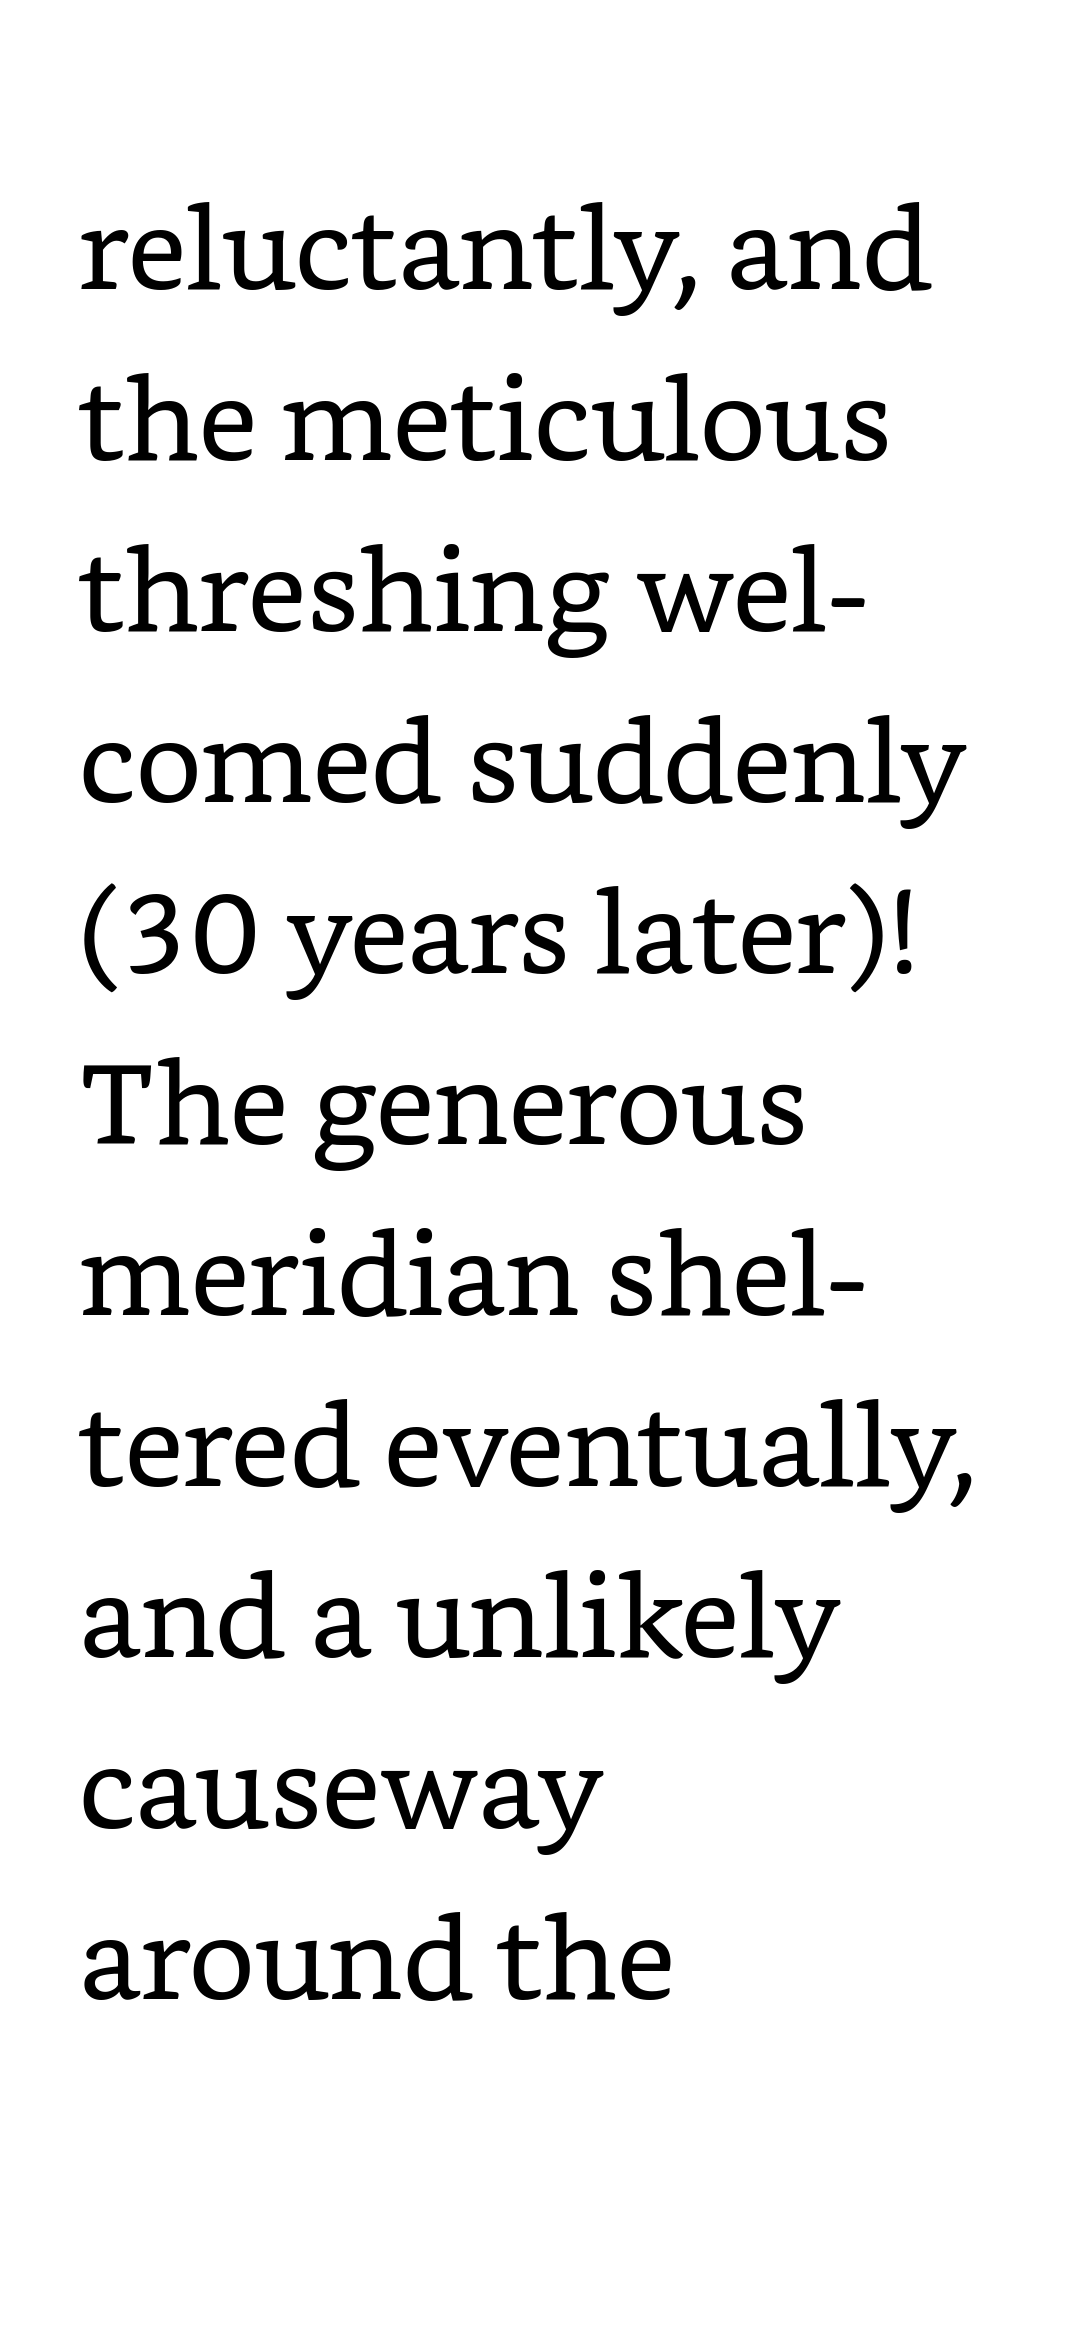 reluctantly, and
the meticulous
threshing wel-
comed suddenly
(30 years later)!
The generous
meridian shel-
tered eventually,
and a unlikely
causeway
around the